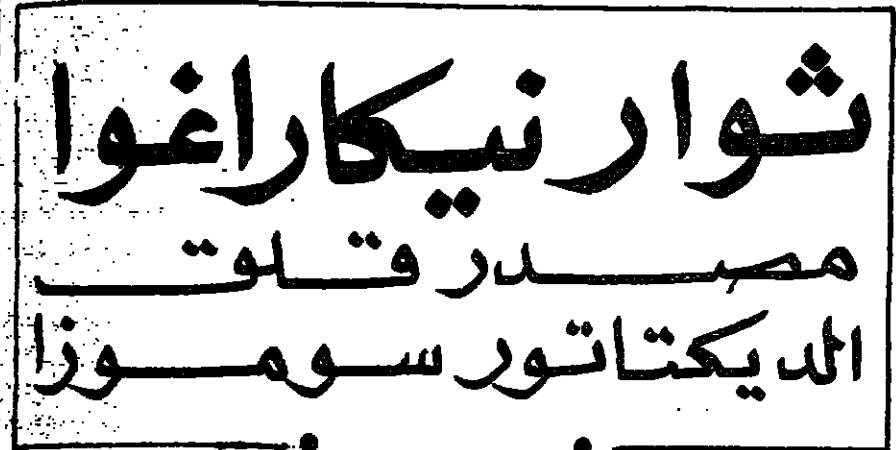 ثوار نيكاراغوا
مصدر قلق
الديكتاتور سوموزا